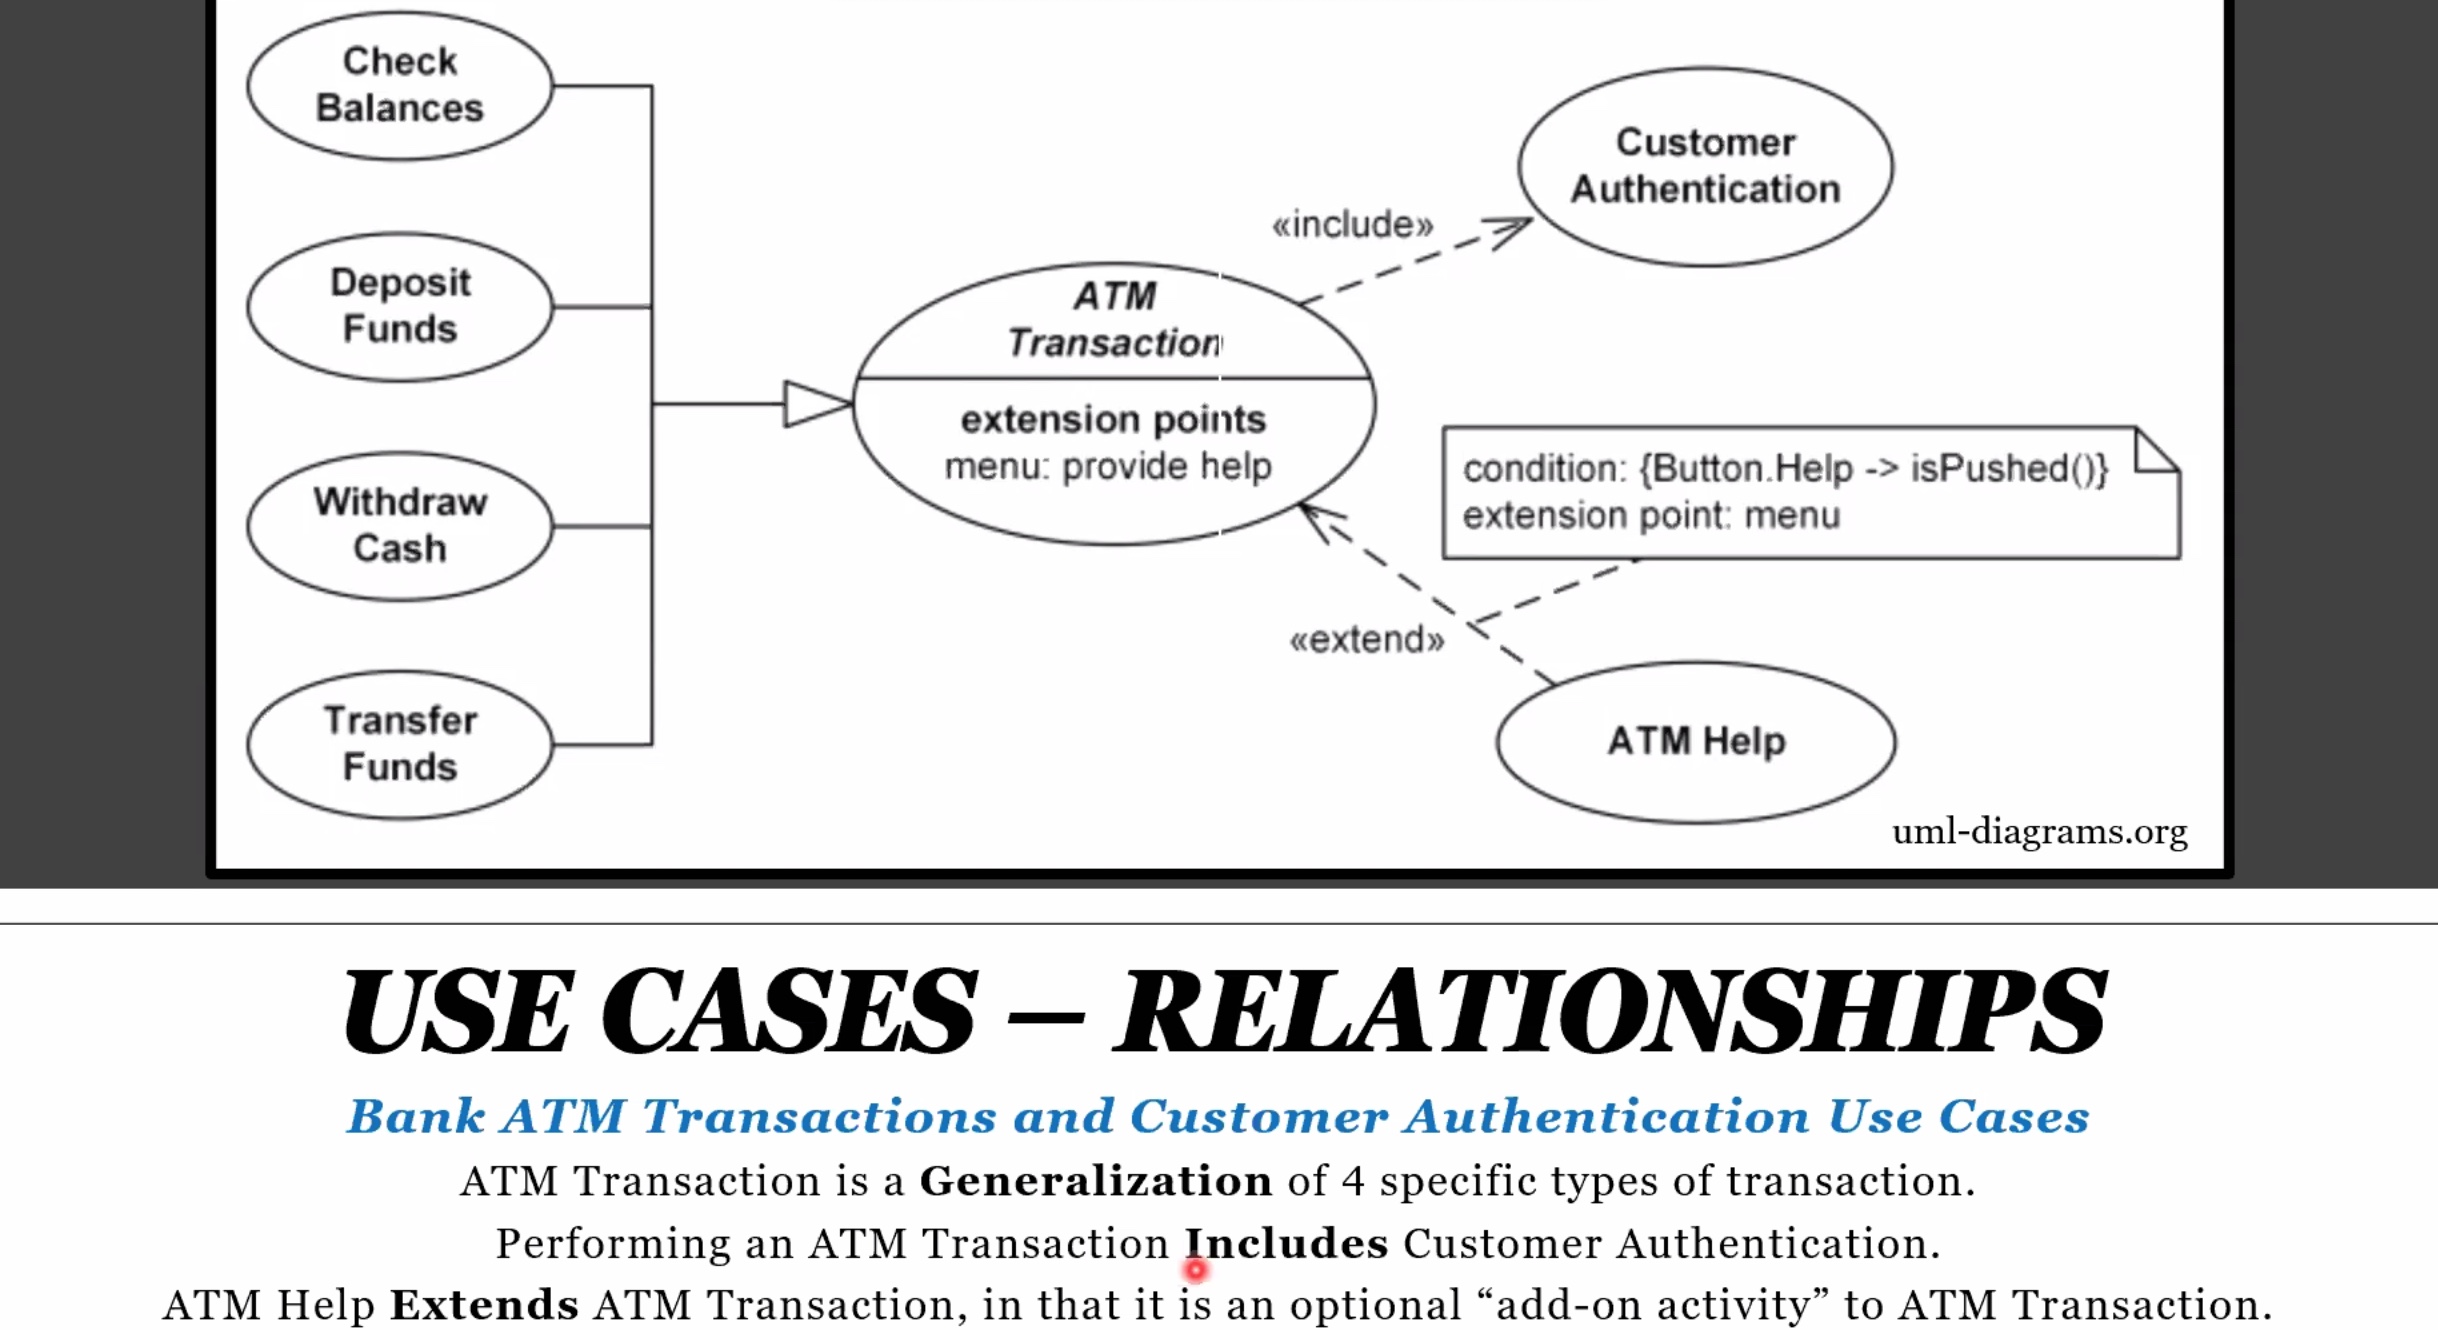 Check
Balances
Deposit
Funds
Withdraw
Cash
Transfer
Funds
ATM
Transaction
extension points
menu: provide help
«include»
Customer
Authentication
condition: {Button.Help -> isPushed()}
extension point: menu
«extend»
ATM Help
uml-diagrams.org
USE CASES – RELATIONSHIPS
Bank ATM Transactions and Customer Authentication Use Cases
ATM Transaction is a Generalization of 4 specific types of transaction.
Performing an ATM Transaction Includes Customer Authentication.
ATM Help Extends ATM Transaction, in that it is an optional “add-on activity” to ATM Transaction.